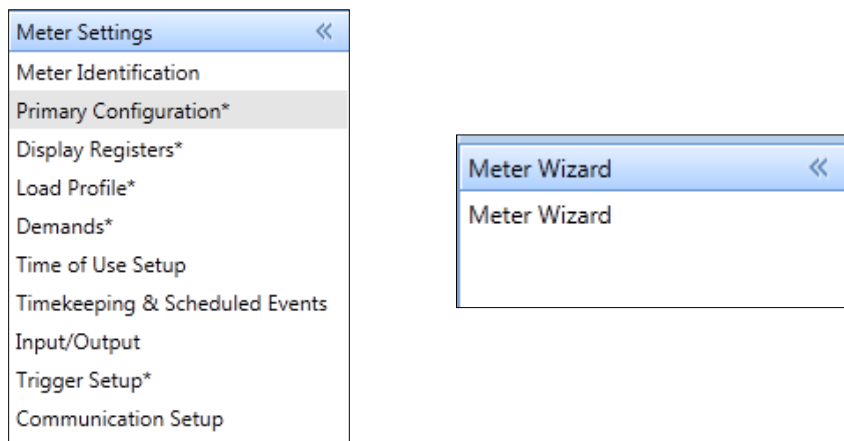 Meter Settings
Meter Identification
Primary Configuration*
Display Registers*
Load Profile*
Demands*
Time of Use Setup
Timekeeping & Scheduled Events
Input/Output
Trigger Setup*
Communication Setup
Meter Wizard
Meter Wizard